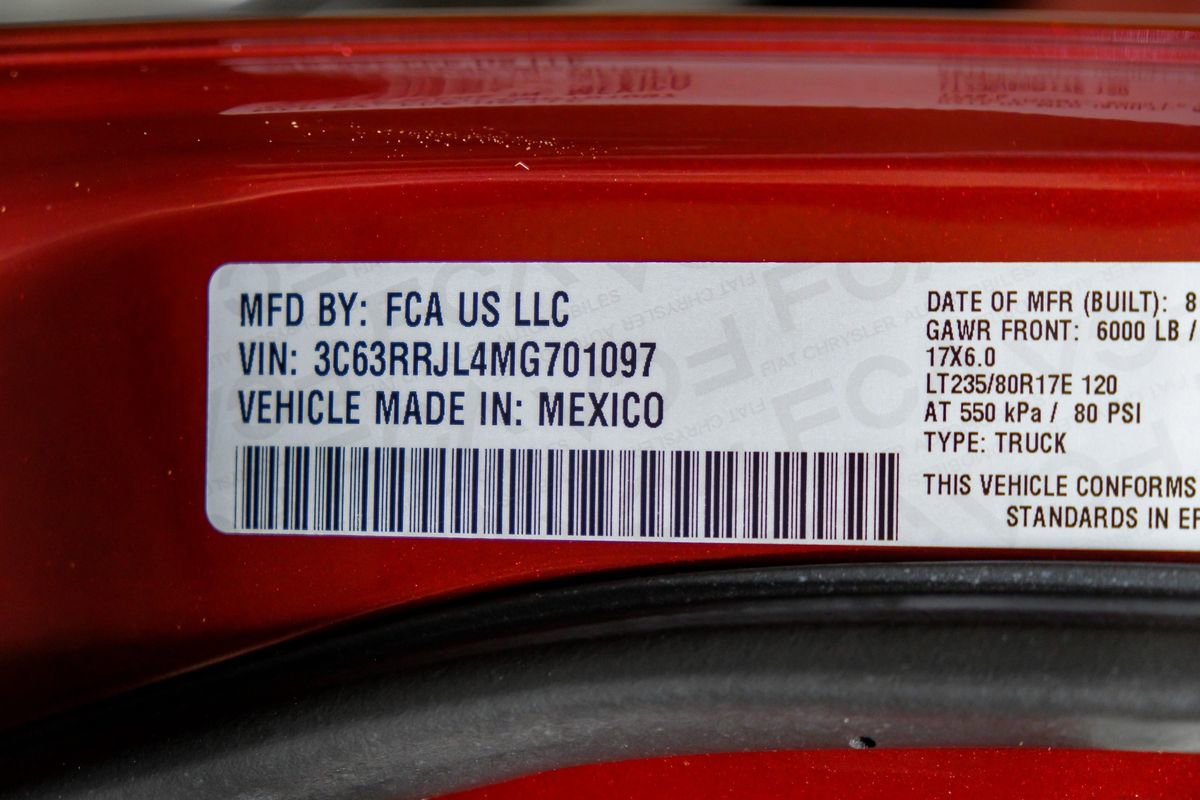 MFD BY: FCA US LLC
VIN: 3C63RRJL4MG701097
VEHICLE MADE IN: MEXICO
DATE OF MFR (BUILT): 8
GAWR FRONT: 6000 LB /
17X6.0
LT235/80R17E 120
AT 550 kPa / 80 PSI
TYPE: TRUCK
THIS VEHICLE CONFORMS
STANDARDS IN